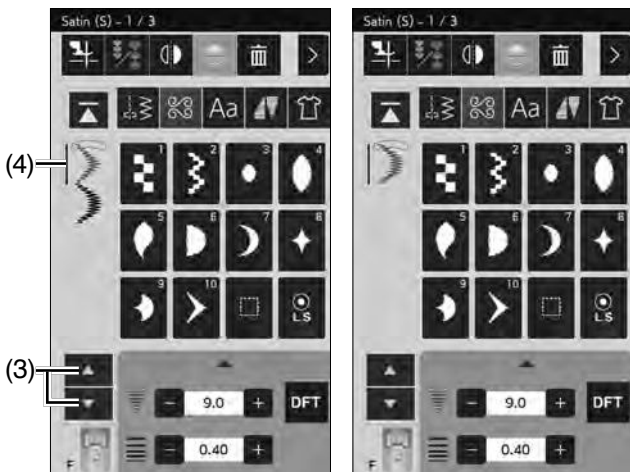 Satin (S) - 1 / 3
Aa
(4)
1 2 3 4
5 6 7 8
9 10
L.S
(3)
9.0
DFT
0.40
F
Satin (S) - 1 / 3
Aa
1 2 3 4
5 6 7 8
9 10
L.S
9.0
DFT
0.40
F